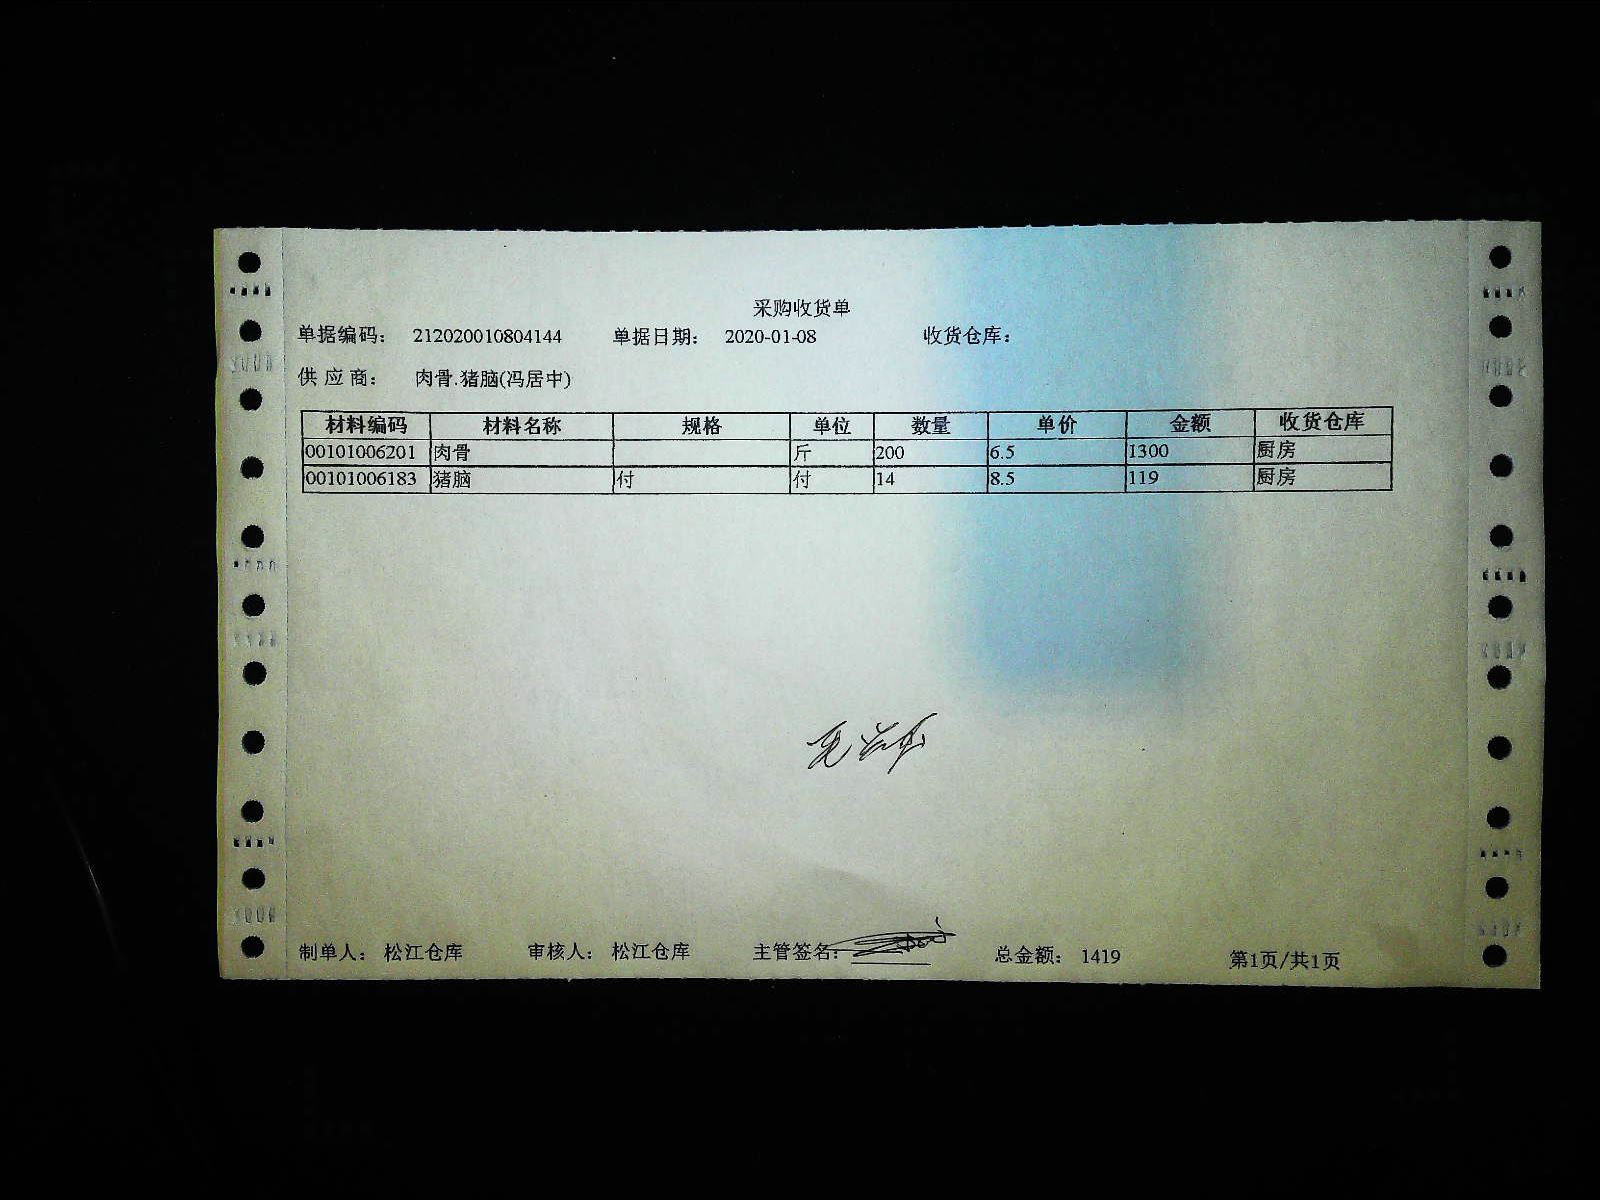 采购收货单
单据编码： 212020010804144 单据日期： 2020-01-08 收货仓库：
供应商： 肉骨.猪脑(冯居中)
材料编码 材料名称 规格 单位 数量 单价 金额 收货仓库
00101006201 肉骨 斤 200 6.5 1300 厨房
00101006183 猪脑 付 付 14 8.5 119 厨房
制单人： 松江仓库 审核人： 松江仓库 主管签名： 总金额： 1419 第1页/共1页